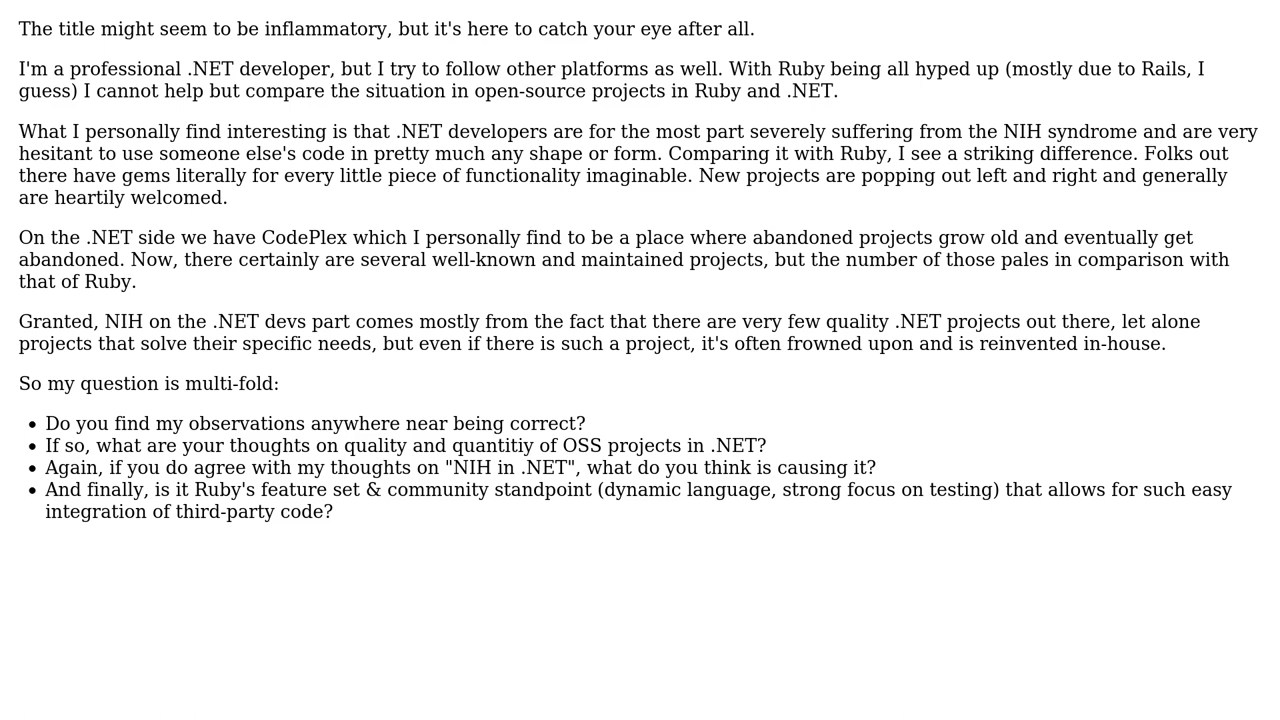 The title might seem to be inflammatory, but it's here to catch your eye after all.
I'm a professional .NET developer, but I try to follow other platforms as well. With Ruby being all hyped up (mostly due to Rails, I
guess) I cannot help but compare the situation in open-source projects in Ruby and .NET.
What I personally find interesting is that .NET developers are for the most part severely suffering from the NIH syndrome and are very
hesitant to use someone else's code in pretty much any shape or form. Comparing it with Ruby, I see a striking difference. Folks out
there have gems literally for every little piece of functionality imaginable. New projects are popping out left and right and generally
are heartily welcomed.
On the .NET side we have CodePlex which I personally find to be a place where abandoned projects grow old and eventually get
abandoned. Now, there certainly are several well-known and maintained projects, but the number of those pales in comparison with
that of Ruby.
Granted, NIH on the .NET devs part comes mostly from the fact that there are very few quality .NET projects out there, let alone
projects that solve their specific needs, but even if there is such a project, it's often frowned upon and is reinvented in-house.
So my question is multi-fold:
• Do you find my observations anywhere near being correct?
• If so, what are your thoughts on quality and quantitiy of OSS projects in .NET?
• Again, if you do agree with my thoughts on "NIH in .NET", what do you think is causing it?
• And finally, is it Ruby's feature set & community standpoint (dynamic language, strong focus on testing) that allows for such easy
integration of third-party code?